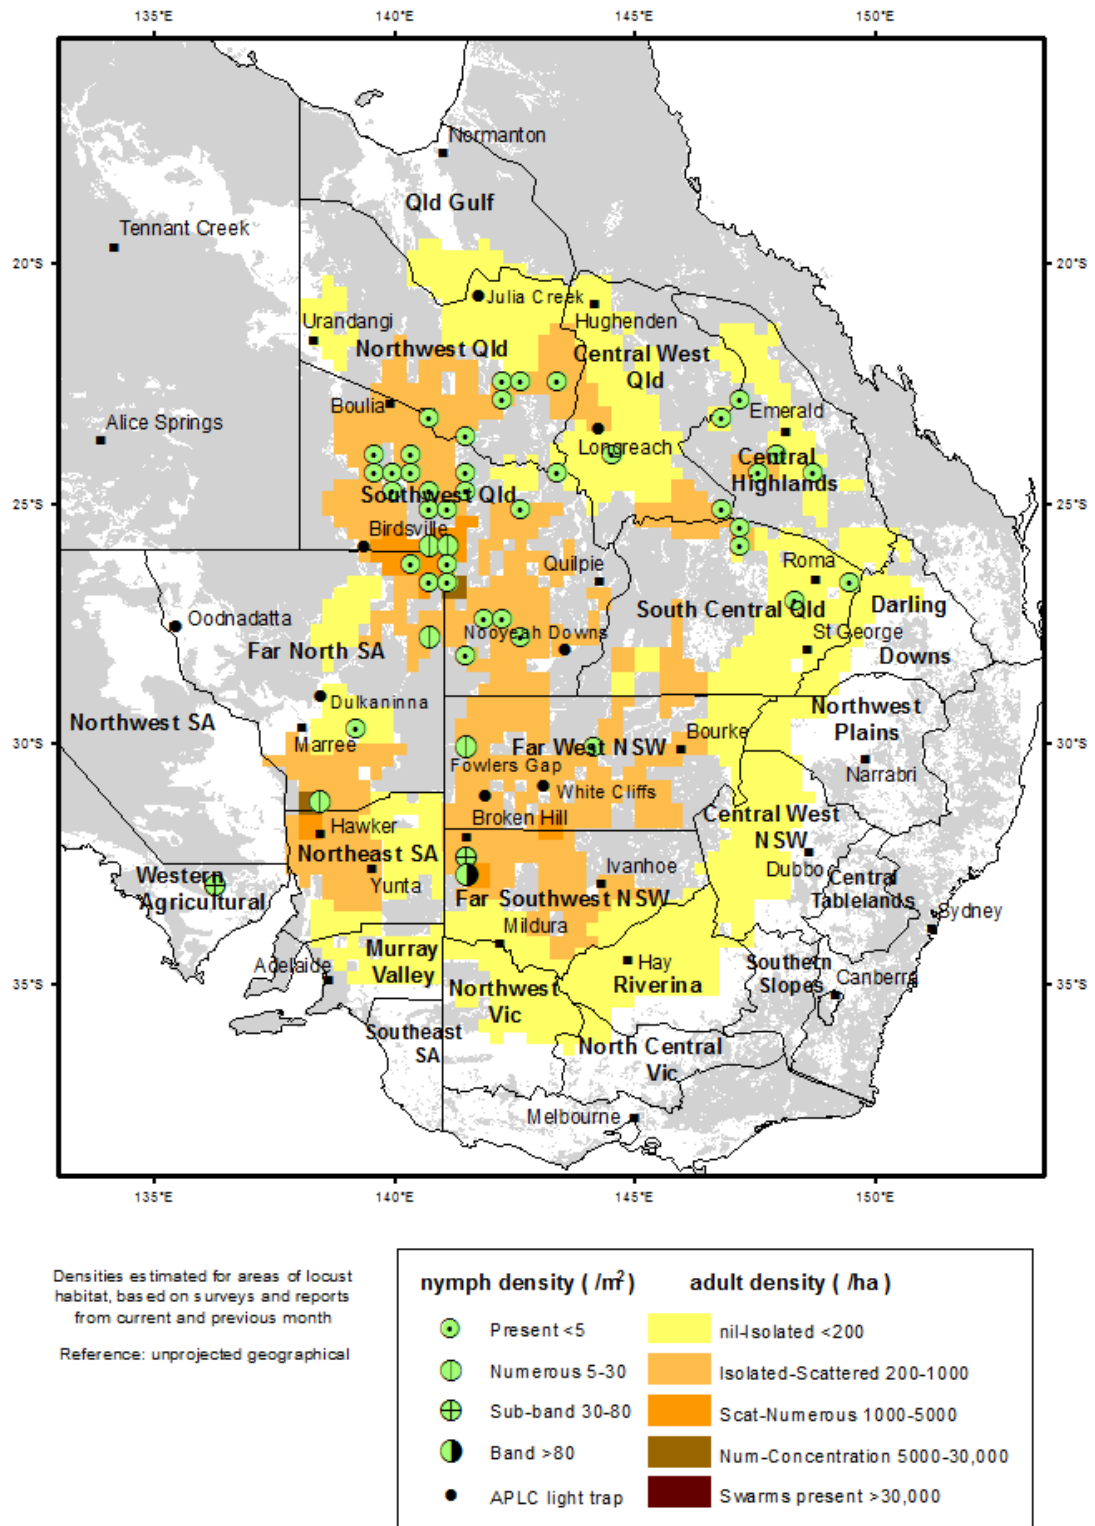 135°E 140°E 145°E 150°E
Normanton
Qld Gulf
Tennant Creek
20°S 20°S
Julia Creek
Urandangi Hughenden
Northwest Qld Central West
Qld
Boulia Emerald
Alice Springs
Longreach
Central
Highlands
Southwest Qld
25°S 25°S
Birdsville
Quilpie Roma
South Central Qld Darling
Downs
Oodnadatta
Nooyeah Downs St George
Far North SA
Dulkaninna
Northwest SA
Northwest
Plains
Marree
30°S Far West NSW Bourke 30°S
Fowlers Gap Narrabri
White Cliffs
Broken Hill Central West
NSW
Hawker
Northeast SA
Ivanhoe Dubbo
Western
Agricultural
Yunta Central
Tablelands
Far Southwest NSW
Sydney
Mildura
Murray
Valley
Adelaide Hay
Riverina
Southern
Slopes
Canberra
35°S 35°S
Northwest
Vic
Southeast
SA
North Central
Vic
Melbourne
135°E 140°E 145°E 150°E
Densities estimated for areas of locust
habitat, based on surveys and reports
from current and previous month
Reference: unprojected geographical
nymph density ( /m²) adult density ( /ha)
Present <5 nil-Isolated <200
Numerous 5-30 Isolated-Scattered 200-1000
Sub-band 30-80 Scat-Numerous 1000-5000
Band >80 Num-Concentration 5000-30,000
APLC light trap Swarms present >30,000